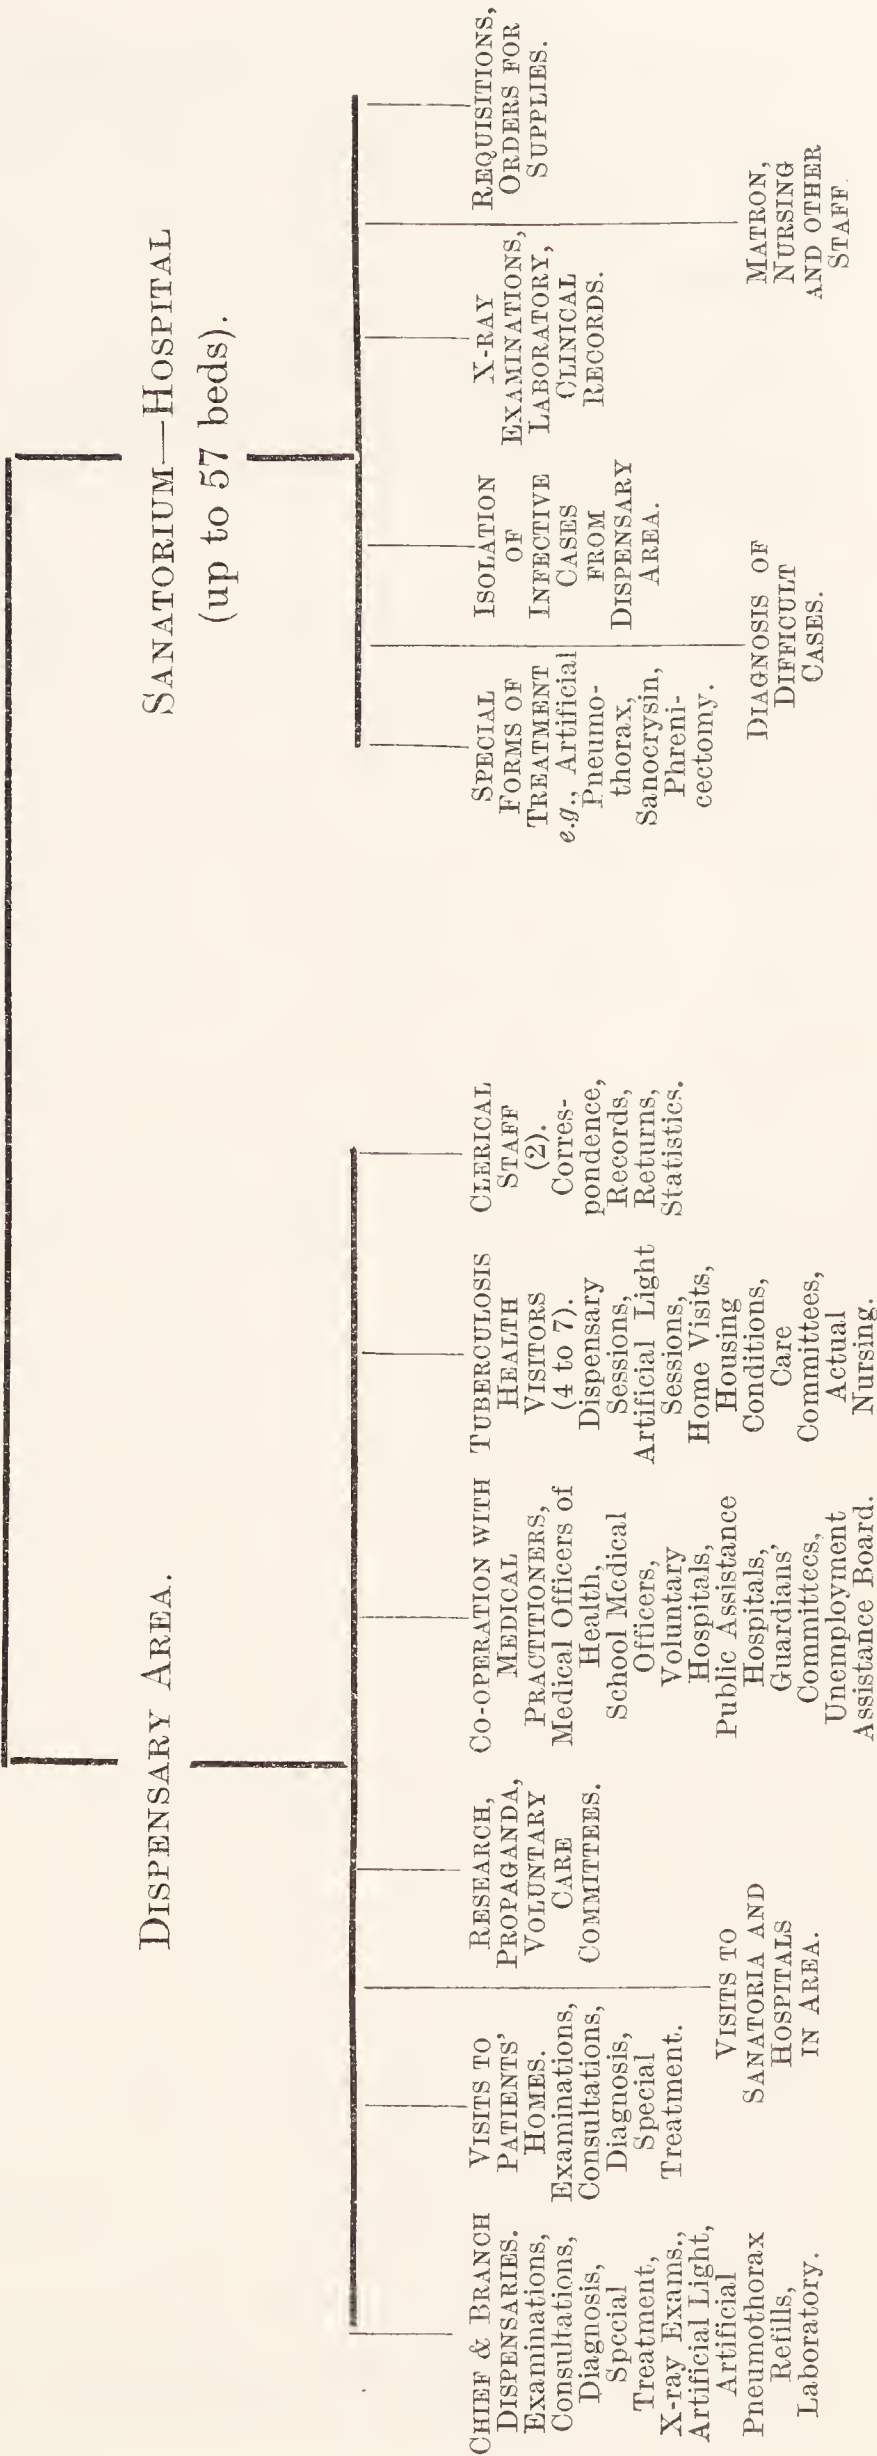 DISPENSARY AREA.
CHIEF & BRANCH
DISPENSARIES.
Examinations,
Consultations,
Diagnosis,
Special
Treatment,
X-ray Exams.,
Artificial Light,
Artificial
Pneumothorax
Refills,
Laboratory.
VISITS TO
PATIENTS'
HOMES.
Examinations,
Consultations,
Diagnosis,
Special
Treatment.
VISITS TO
SANATORIA AND
HOSPITALS
IN AREA.
RESEARCH,
PROPAGANDA,
VOLUNTARY
CARE
COMMITTEES.
CO-OPERATION WITH
MEDICAL
PRACTITIONERS,
Medical Officers of
Health,
School Medical
Officers,
Voluntary
Hospitals,
Public Assistance
Hospitals,
Guardians'
Committees,
Unemployment
Assistance Board.
TUBERCULOSIS
HEALTH
VISITORS
(4 to 7).
Dispensary
Sessions,
Artificial Light
Sessions,
Home Visits,
Housing
Conditions,
Care
Committees,
Actual
Nursing.
CLERICAL
STAFF
(2).
Corres-
pondence,
Records,
Returns,
Statistics.
SANATORIUM—HOSPITAL
(up to 57 beds).
SPECIAL
FORMS OF
TREATMENT
e.g., Artificial
Pneumo-
thorax,
Sanocrysin,
Phreni-
cectomy.
DIAGNOSIS OF
DIFFICULT
CASES.
ISOLATION
OF
INFECTIVE
CASES
FROM
DISPENSARY
AREA.
X-RAY
EXAMINATIONS,
LABORATORY,
CLINICAL
RECORDS.
MATRON,
NURSING
AND OTHER
STAFF.
REQUISITIONS,
ORDERS FOR
SUPPLIES.